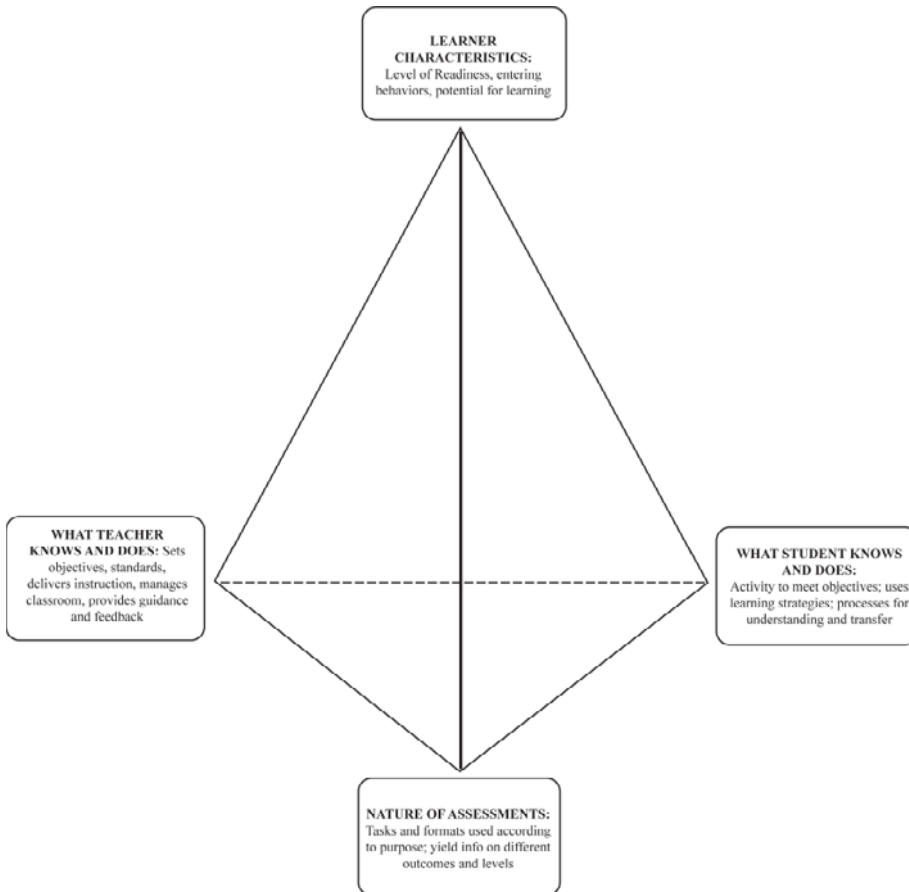 LEARNER
CHARACTERISTICS:
Level of Readiness, entering
behaviors, potential for learning
WHAT TEACHER
KNOWS AND DOES: Sets
objectives, standards,
delivers instruction, manages
classroom, provides guidance
and feedback
WHAT STUDENT KNOWS
AND DOES:
Activity to meet objectives; uses
learning strategies; processes for
understanding and transfer
NATURE OF ASSESSMENTS:
Tasks and formats used according
to purpose; yield info on different
outcomes and levels